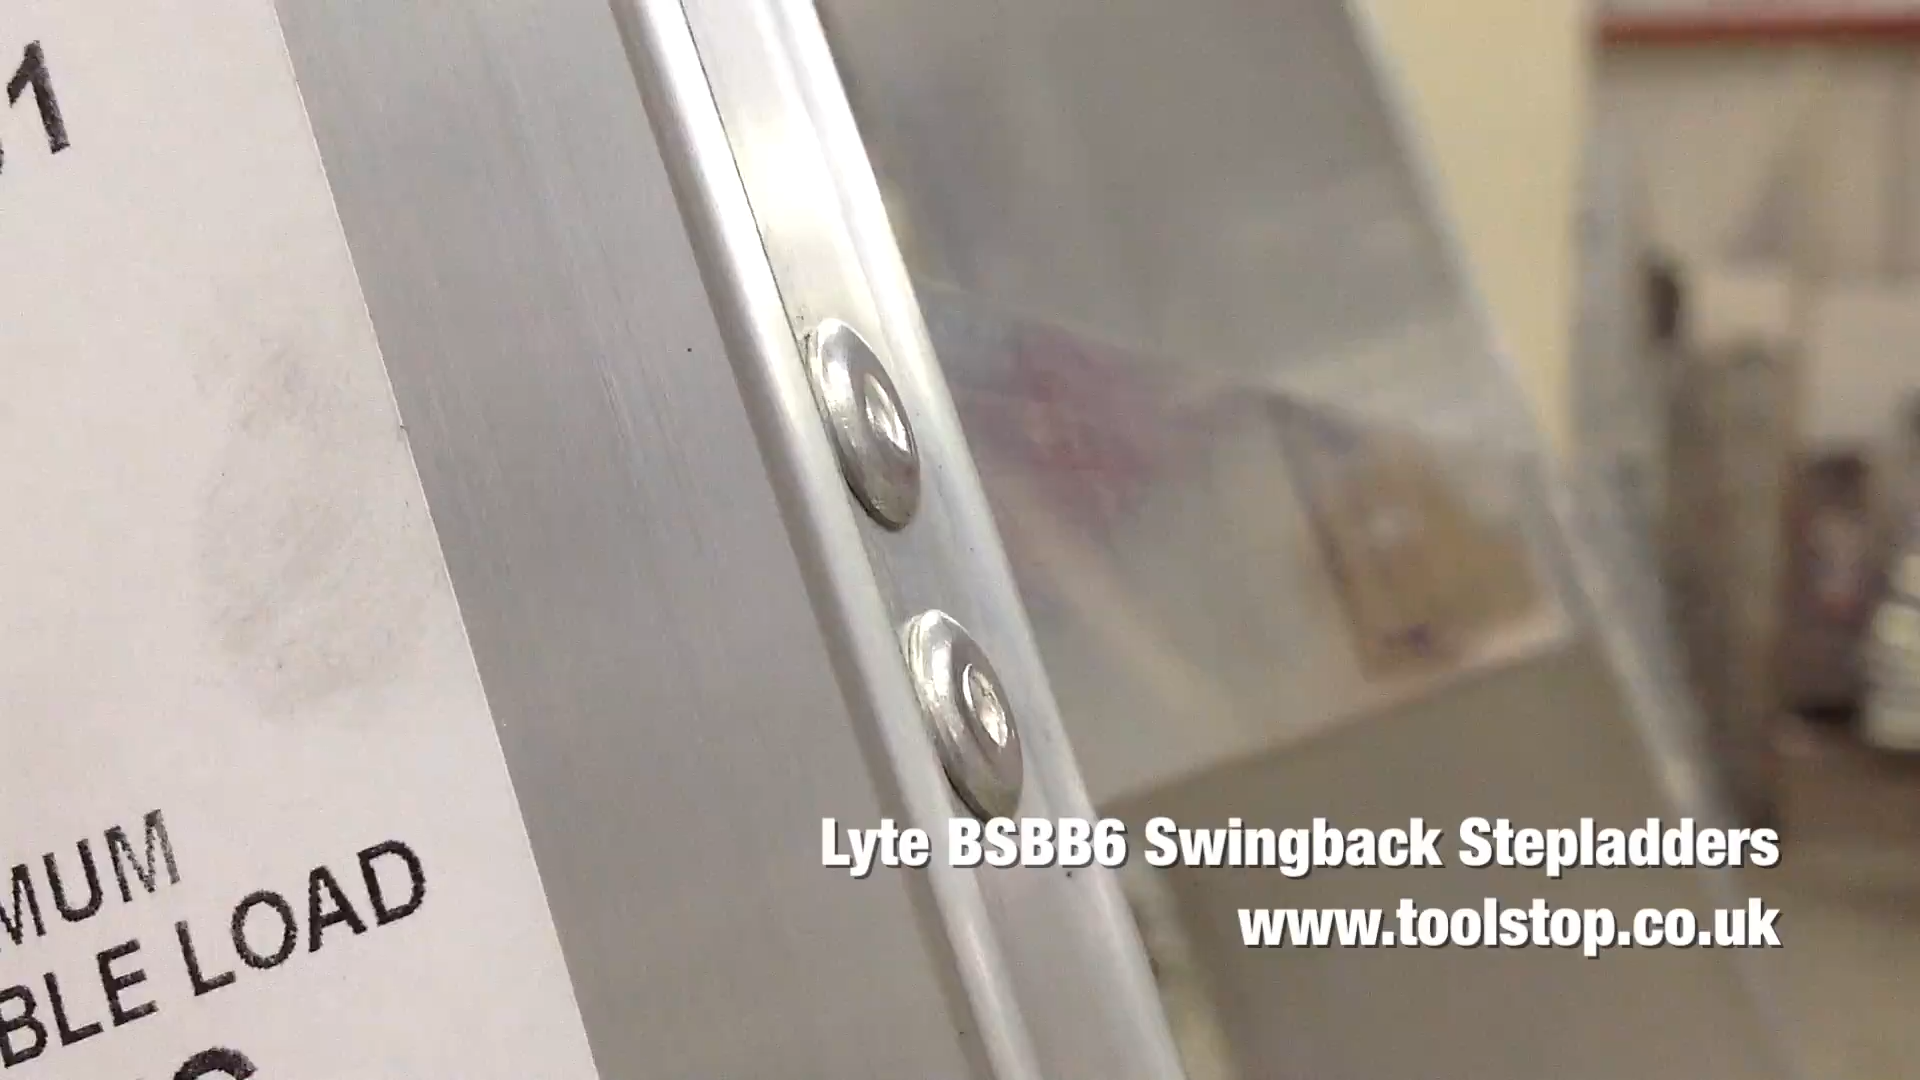 1
MUM
BLE LOAD
Lyte BSBB6 Swingback Stepladders
www.toolstop.co.uk